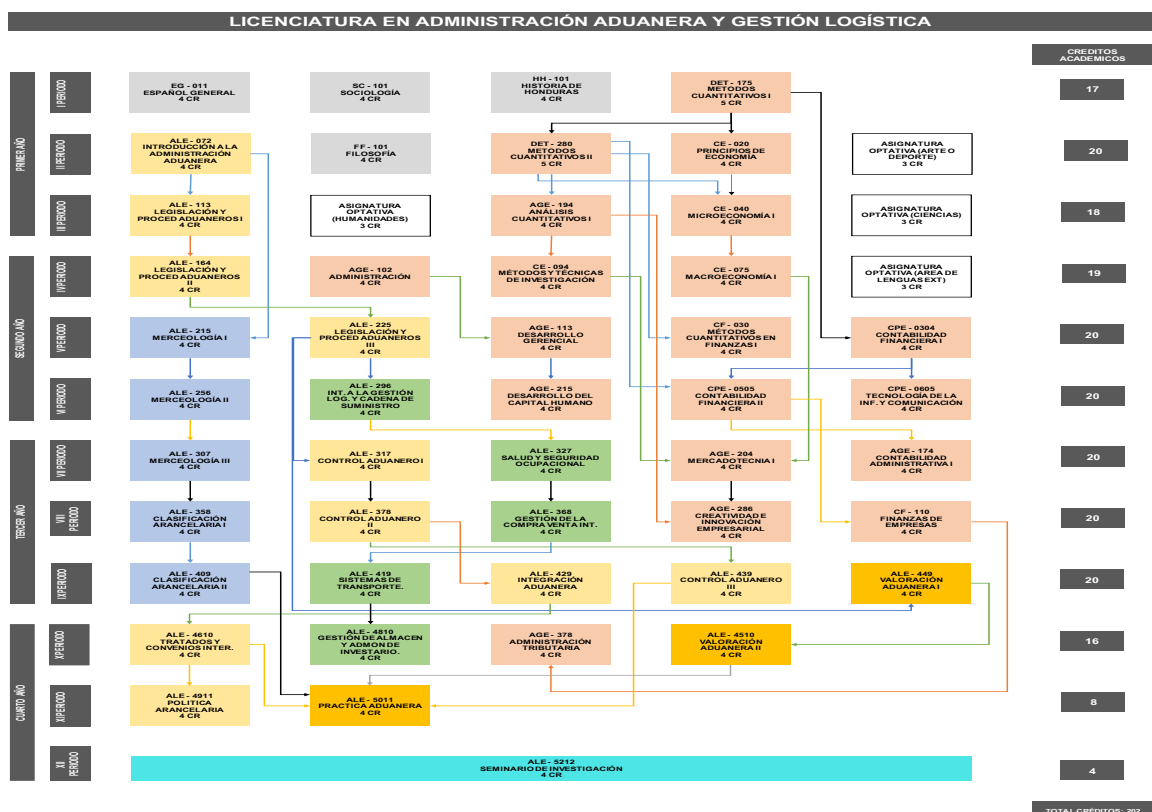 LICENCIATURA EN ADMINISTRACIÓN ADUANERA Y GESTIÓN LOGÍSTICA
CREDITOS
ACADEMICOS
PRIMER AÑO
I PERIODO
EG - 011
ESPAÑOL GENERAL
4 CR
SC - 101
SOCIOLOGÍA
4 CR
HH - 101
HISTORIA DE
HONDURAS
4 CR
DET - 175
METODOS
CUANTITATIVOS I
5 CR
17
II PERIODO
ALE - 072
INTRODUCCIÓN A LA
ADMINISTRACIÓN
ADUANERA
4 CR
FF - 101
FILOSOFÍA
4 CR
DET - 280
METODOS
CUANTITATIVOS II
5 CR
CE - 020
PRINCIPIOS DE
ECONOMÍA
4 CR
ASIGNATURA
OPTATIVA (ARTE O
DEPORTE)
3 CR
20
III PERIODO
ALE - 113
LEGISLACIÓN Y
PROCED ADUANEROS I
4 CR
ASIGNATURA
OPTATIVA
(HUMANIDADES)
3 CR
AGE - 194
ANÁLISIS
CUANTITATIVOS I
4 CR
CE - 040
MICROECONOMÍA I
4 CR
ASIGNATURA
OPTATIVA (CIENCIAS)
3 CR
18
SEGUNDO AÑO
IV PERIODO
ALE - 164
LEGISLACIÓN Y
PROCED ADUANEROS
II
4 CR
AGE - 102
ADMINISTRACIÓN
4 CR
CE - 094
MÉTODOS Y TÉCNICAS
DE INVESTIGACIÓN
4 CR
CE - 075
MACROECONOMÍA I
4 CR
ASIGNATURA
OPTATIVA (AREA DE
LENGUAS EXT)
3 CR
19
V PERIODO
ALE - 215
MERCEOLOGÍA I
4 CR
ALE - 225
LEGISLACIÓN Y
PROCED ADUANEROS
III
4 CR
AGE - 113
DESARROLLO
GERENCIAL
4 CR
CF - 030
MÉTODOS
CUANTITATIVOS EN
FINANZAS I
4 CR
CPE - 0304
CONTABILIDAD
FINANCIERA I
4 CR
20
VI PERIODO
ALE - 256
MERCEOLOGÍA II
4 CR
ALE - 296
INT. A LA GESTIÓN
LOG. Y CADENA DE
SUMINISTRO
4 CR
AGE - 215
DESARROLLO DEL
CAPITAL HUMANO
4 CR
CPE - 0505
CONTABILIDAD
FINANCIERA II
4 CR
CPE - 0605
TECNOLOGÍA DE LA
INF. Y COMUNICACIÓN
4 CR
20
TERCER AÑO
VII PERIODO
ALE - 307
MERCEOLOGÍA III
4 CR
ALE - 317
CONTROL ADUANERO I
4 CR
ALE - 327
SALUD Y SEGURIDAD
OCUPACIONAL
4 CR
AGE - 204
MERCADOTECNIA I
4 CR
AGE - 174
CONTABILIDAD
ADMINISTRATIVA I
4 CR
20
VIII
PERIODO
ALE - 358
CLASIFICACIÓN
ARANCELARIA I
4 CR
ALE - 378
CONTROL ADUANERO
II
4 CR
ALE - 368
GESTIÓN DE LA
COMPRA VENTA INT.
4 CR
AGE - 286
CREATIVIDAD DE
INNOVACIÓN
EMPRESARIAL
4 CR
CF - 110
FINANZAS DE
EMPRESAS
4 CR
20
IX PERIODO
ALE - 409
CLASIFICACIÓN
ARANCELARIA II
4 CR
ALE - 419
SISTEMAS DE
TRANSPORTE.
4 CR
ALE - 429
INTEGRACIÓN
ADUANERA
4 CR
ALE - 439
CONTROL ADUANERO
III
4 CR
ALE - 449
VALORACIÓN
ADUANERA I
4 CR
20
CUARTO AÑO
X PERIODO
ALE - 4610
TRATADOS Y
CONVENIOS INTER.
4 CR
ALE - 4810
GESTIÓN DE ALMACEN
Y ADMON DE
INVESTARIO.
4 CR
AGE - 378
ADMINISTRACIÓN
TRIBUTARIA
4 CR
ALE - 4510
VALORACIÓN
ADUANERA II
4 CR
16
XI PERIODO
ALE - 4911
POLITICA
ARANCELARIA
4 CR
ALE - 5011
PRACTICA ADUANERA
4 CR
8
XII
PERIODO
ALE - 5212
SEMINARIO DE INVESTIGACIÓN
4 CR
4
TOTAL CRÉDITOS: 202